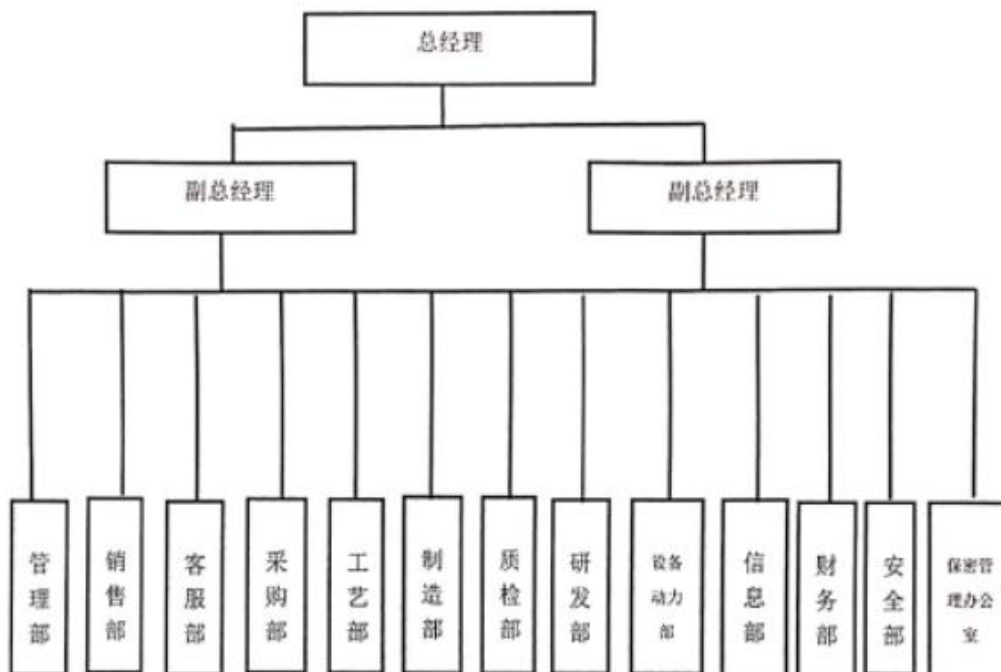 总经理
副总经理
副总经理
管理部
销售部
客服部
采购部
工艺部
制造部
质检部
研发部
设备
动力
部
信息部
财务部
安全部
保密管
理办公
室